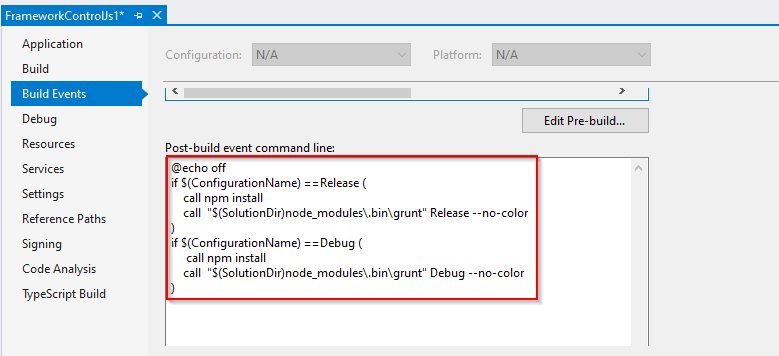 FrameworkControlJs1*
Application
Build
Build Events
Debug
Resources
Services
Settings
Reference Paths
Signing
Code Analysis
TypeScript Build
Configuration: N/A Platform: N/A
Edit Pre-build...
Post-build event command line:
@echo off
if $(ConfigurationName) ==Release (
call npm install
call "$(SolutionDir)node_modules\.bin\grunt" Release --no-color
)
if $(ConfigurationName) ==Debug (
call npm install
call "$(SolutionDir)node_modules\.bin\grunt" Debug --no-color
)